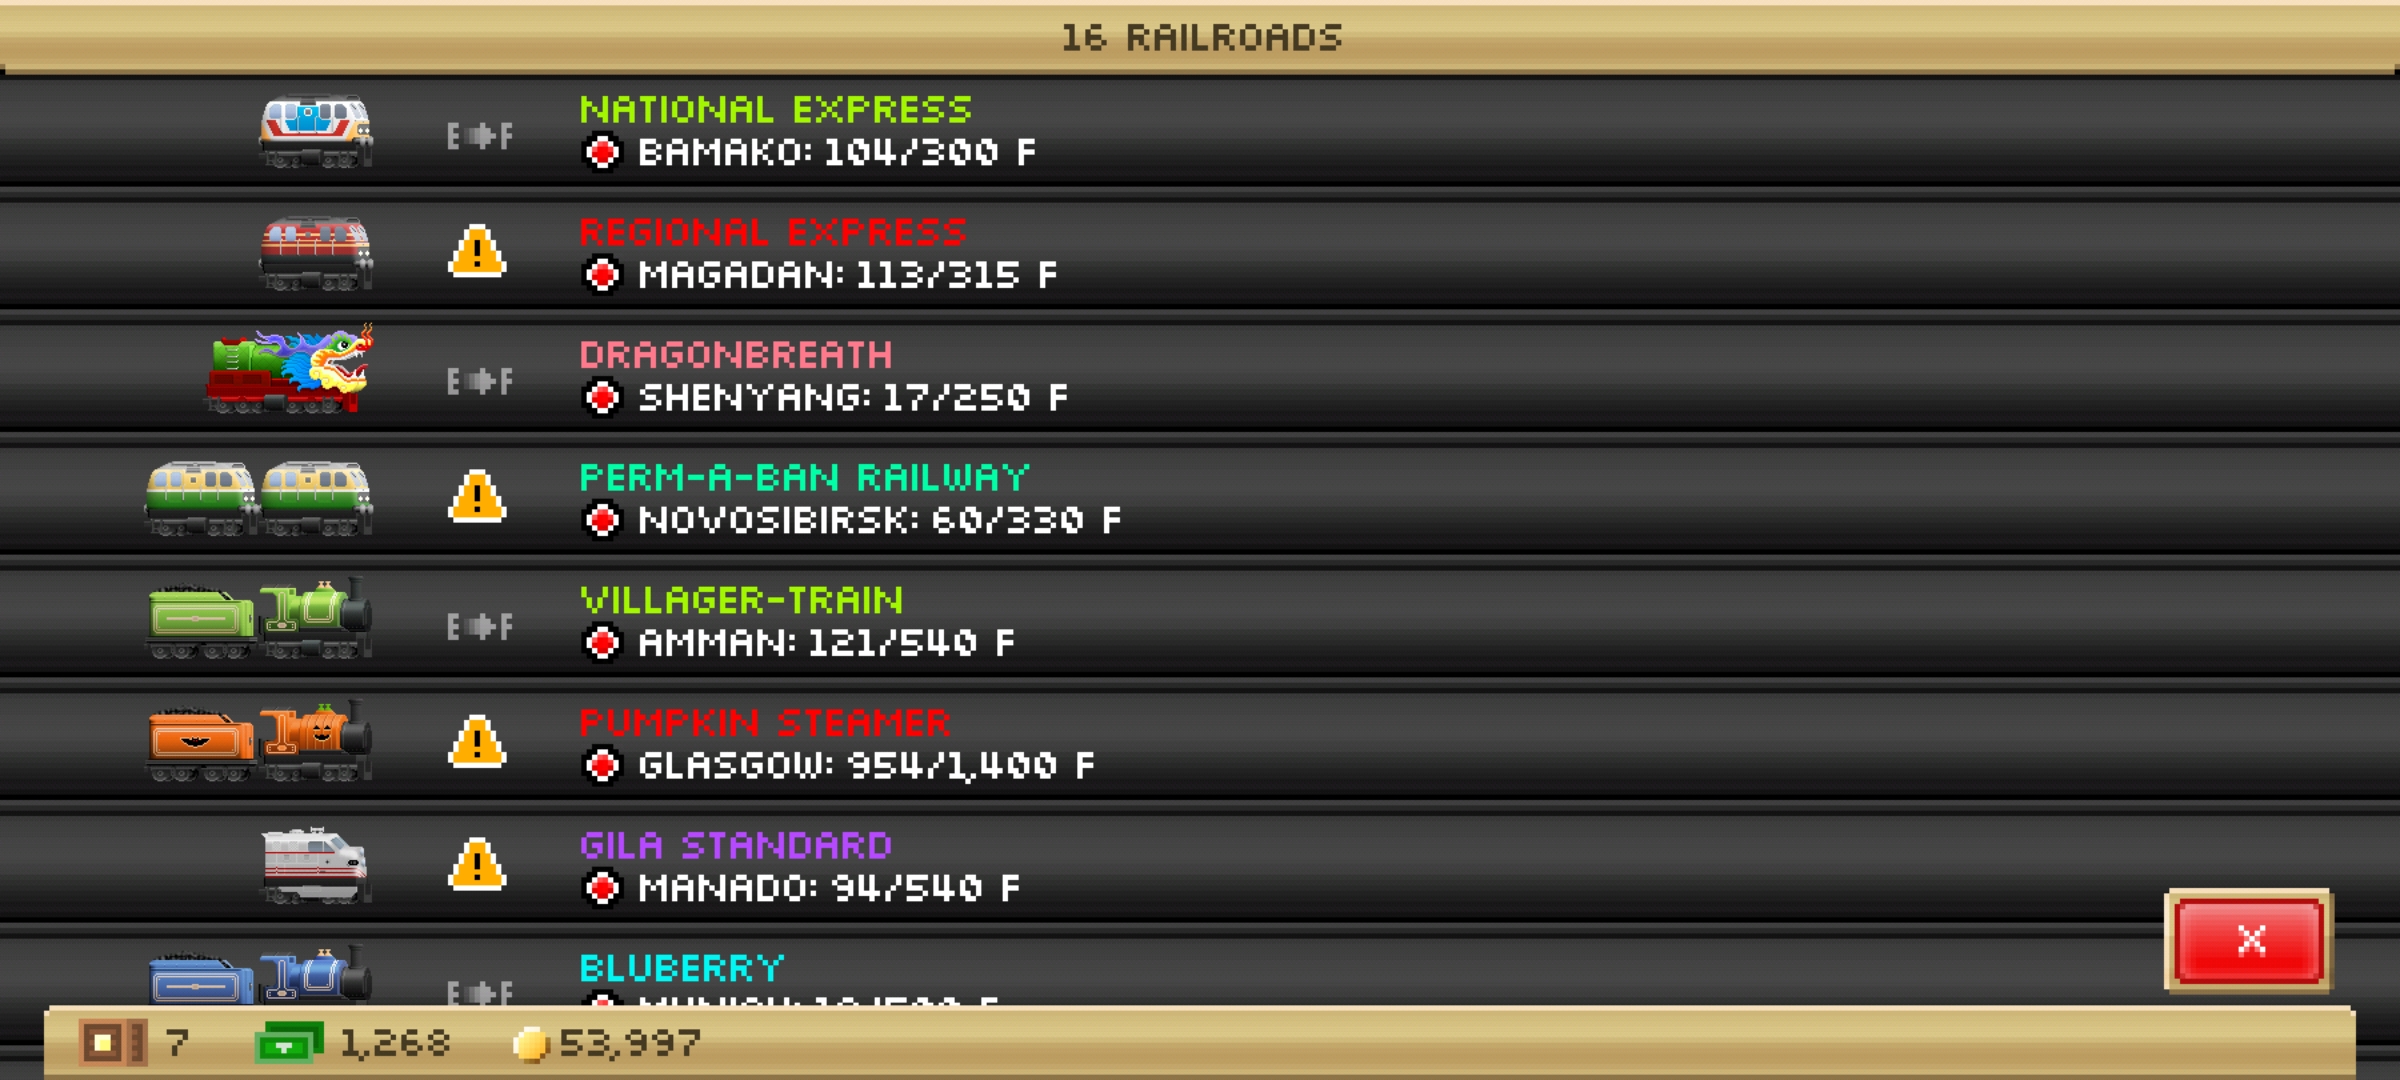 16 RAILROADS
E F
NATIONAL EXPRESS
BAMAKO: 104/300 F
REGIONAL EXPRESS
MAGADAN: 113/315 F
E F
DRAGONBREATH
SHENYANG: 17/250 F
PERM-A-BAN RAILWAY
NOVOSIBIRSK: 60/330 F
E F
VILLAGER-TRAIN
AMMAN: 121/540 F
PUMPKIN STEAMER
GLASGOW: 954/1,400 F
GILA STANDARD
MANADO: 94/540 F
X
E F
BLUBERRY
7 1,268 53,997